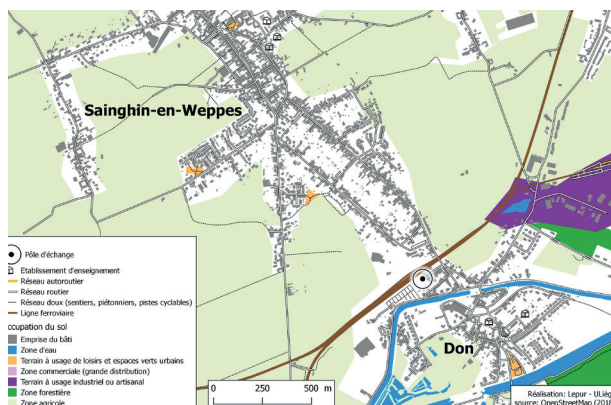 Sainghin-en-Weppes
Pôle d'échange
Etablissement d'enseignement
Réseau autoroutier
Réseau routier
Réseau doux (sentiers, piétonniers, pistes cyclables)
Ligne ferroviaire
ccupation du sol
Emprise du bâti
Zone d'eau
Terrain à usage de loisirs et espaces verts urbains
Zone commerciale (grande distribution)
Terrain à usage industriel ou artisanal
Zone forestière
Zone agricole
Don
0 250 500 m
Réalisation : Lepur - ULiè
source: OpenStreetMap (2018